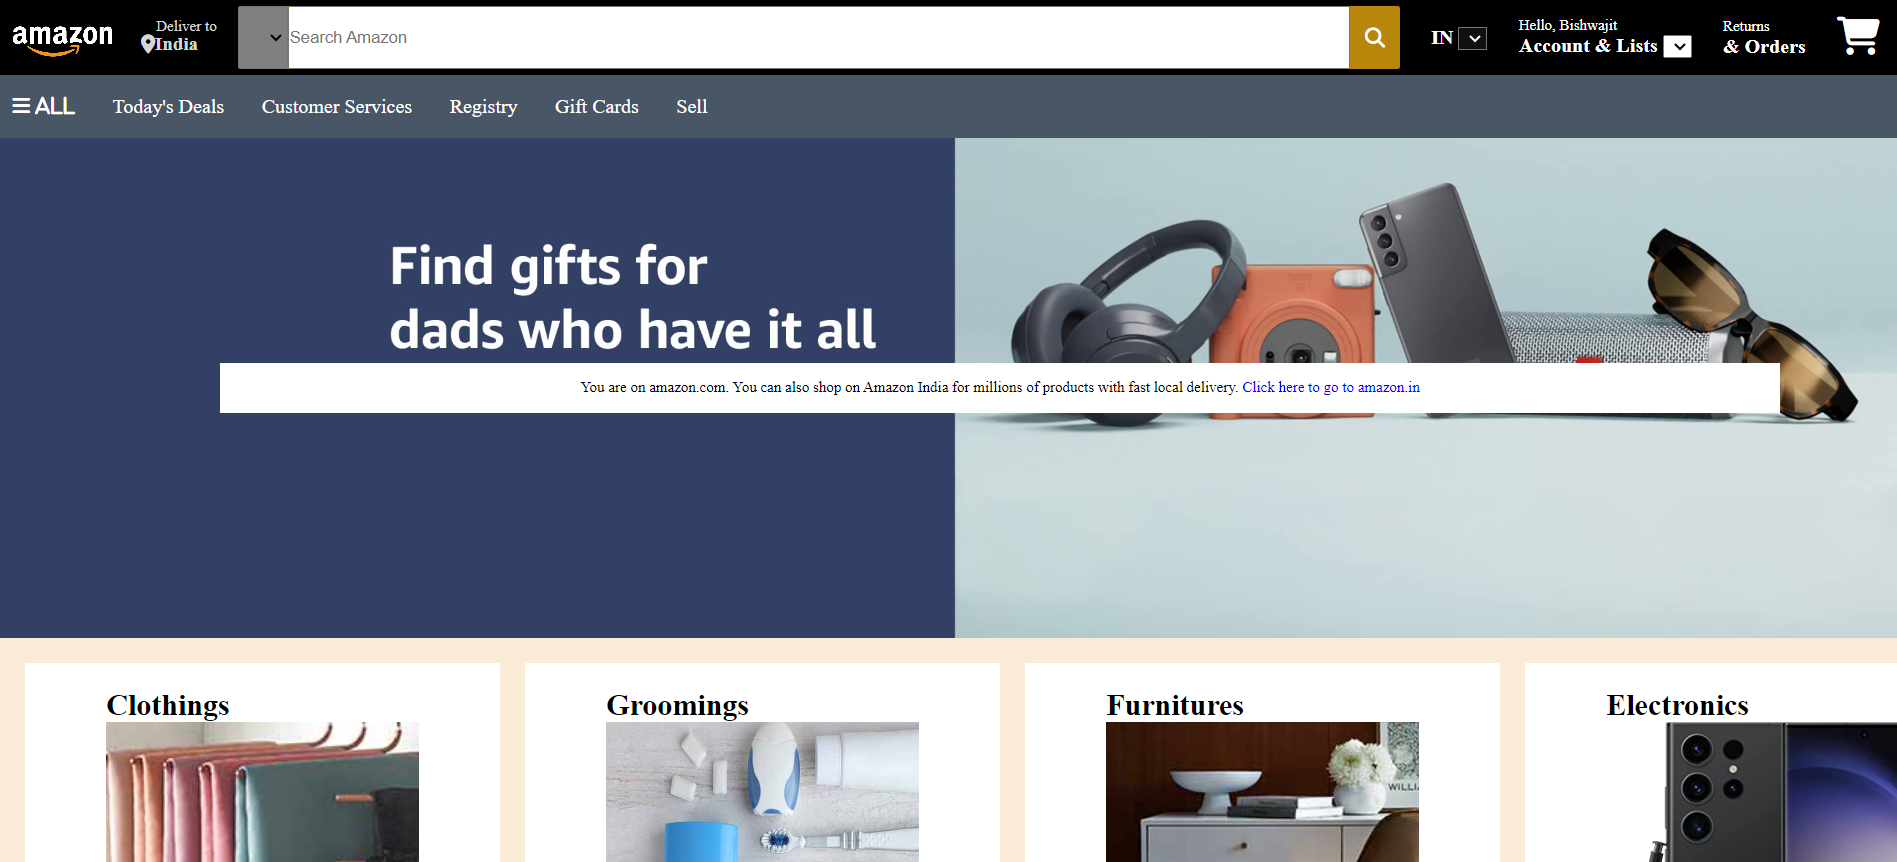 amazon
Deliver to
India
Search Amazon
IN
Hello, Bishwajit
Account & Lists
Returns
& Orders
ALL
Today's Deals
Customer Services
Registry
Gift Cards
Sell
Find gifts for
dads who have it all
You are on amazon.com. You can also shop on Amazon India for millions of products with fast local delivery. Click here to go to amazon.in
Clothings
Groomings
Furnitures
Electronics
WILLIA